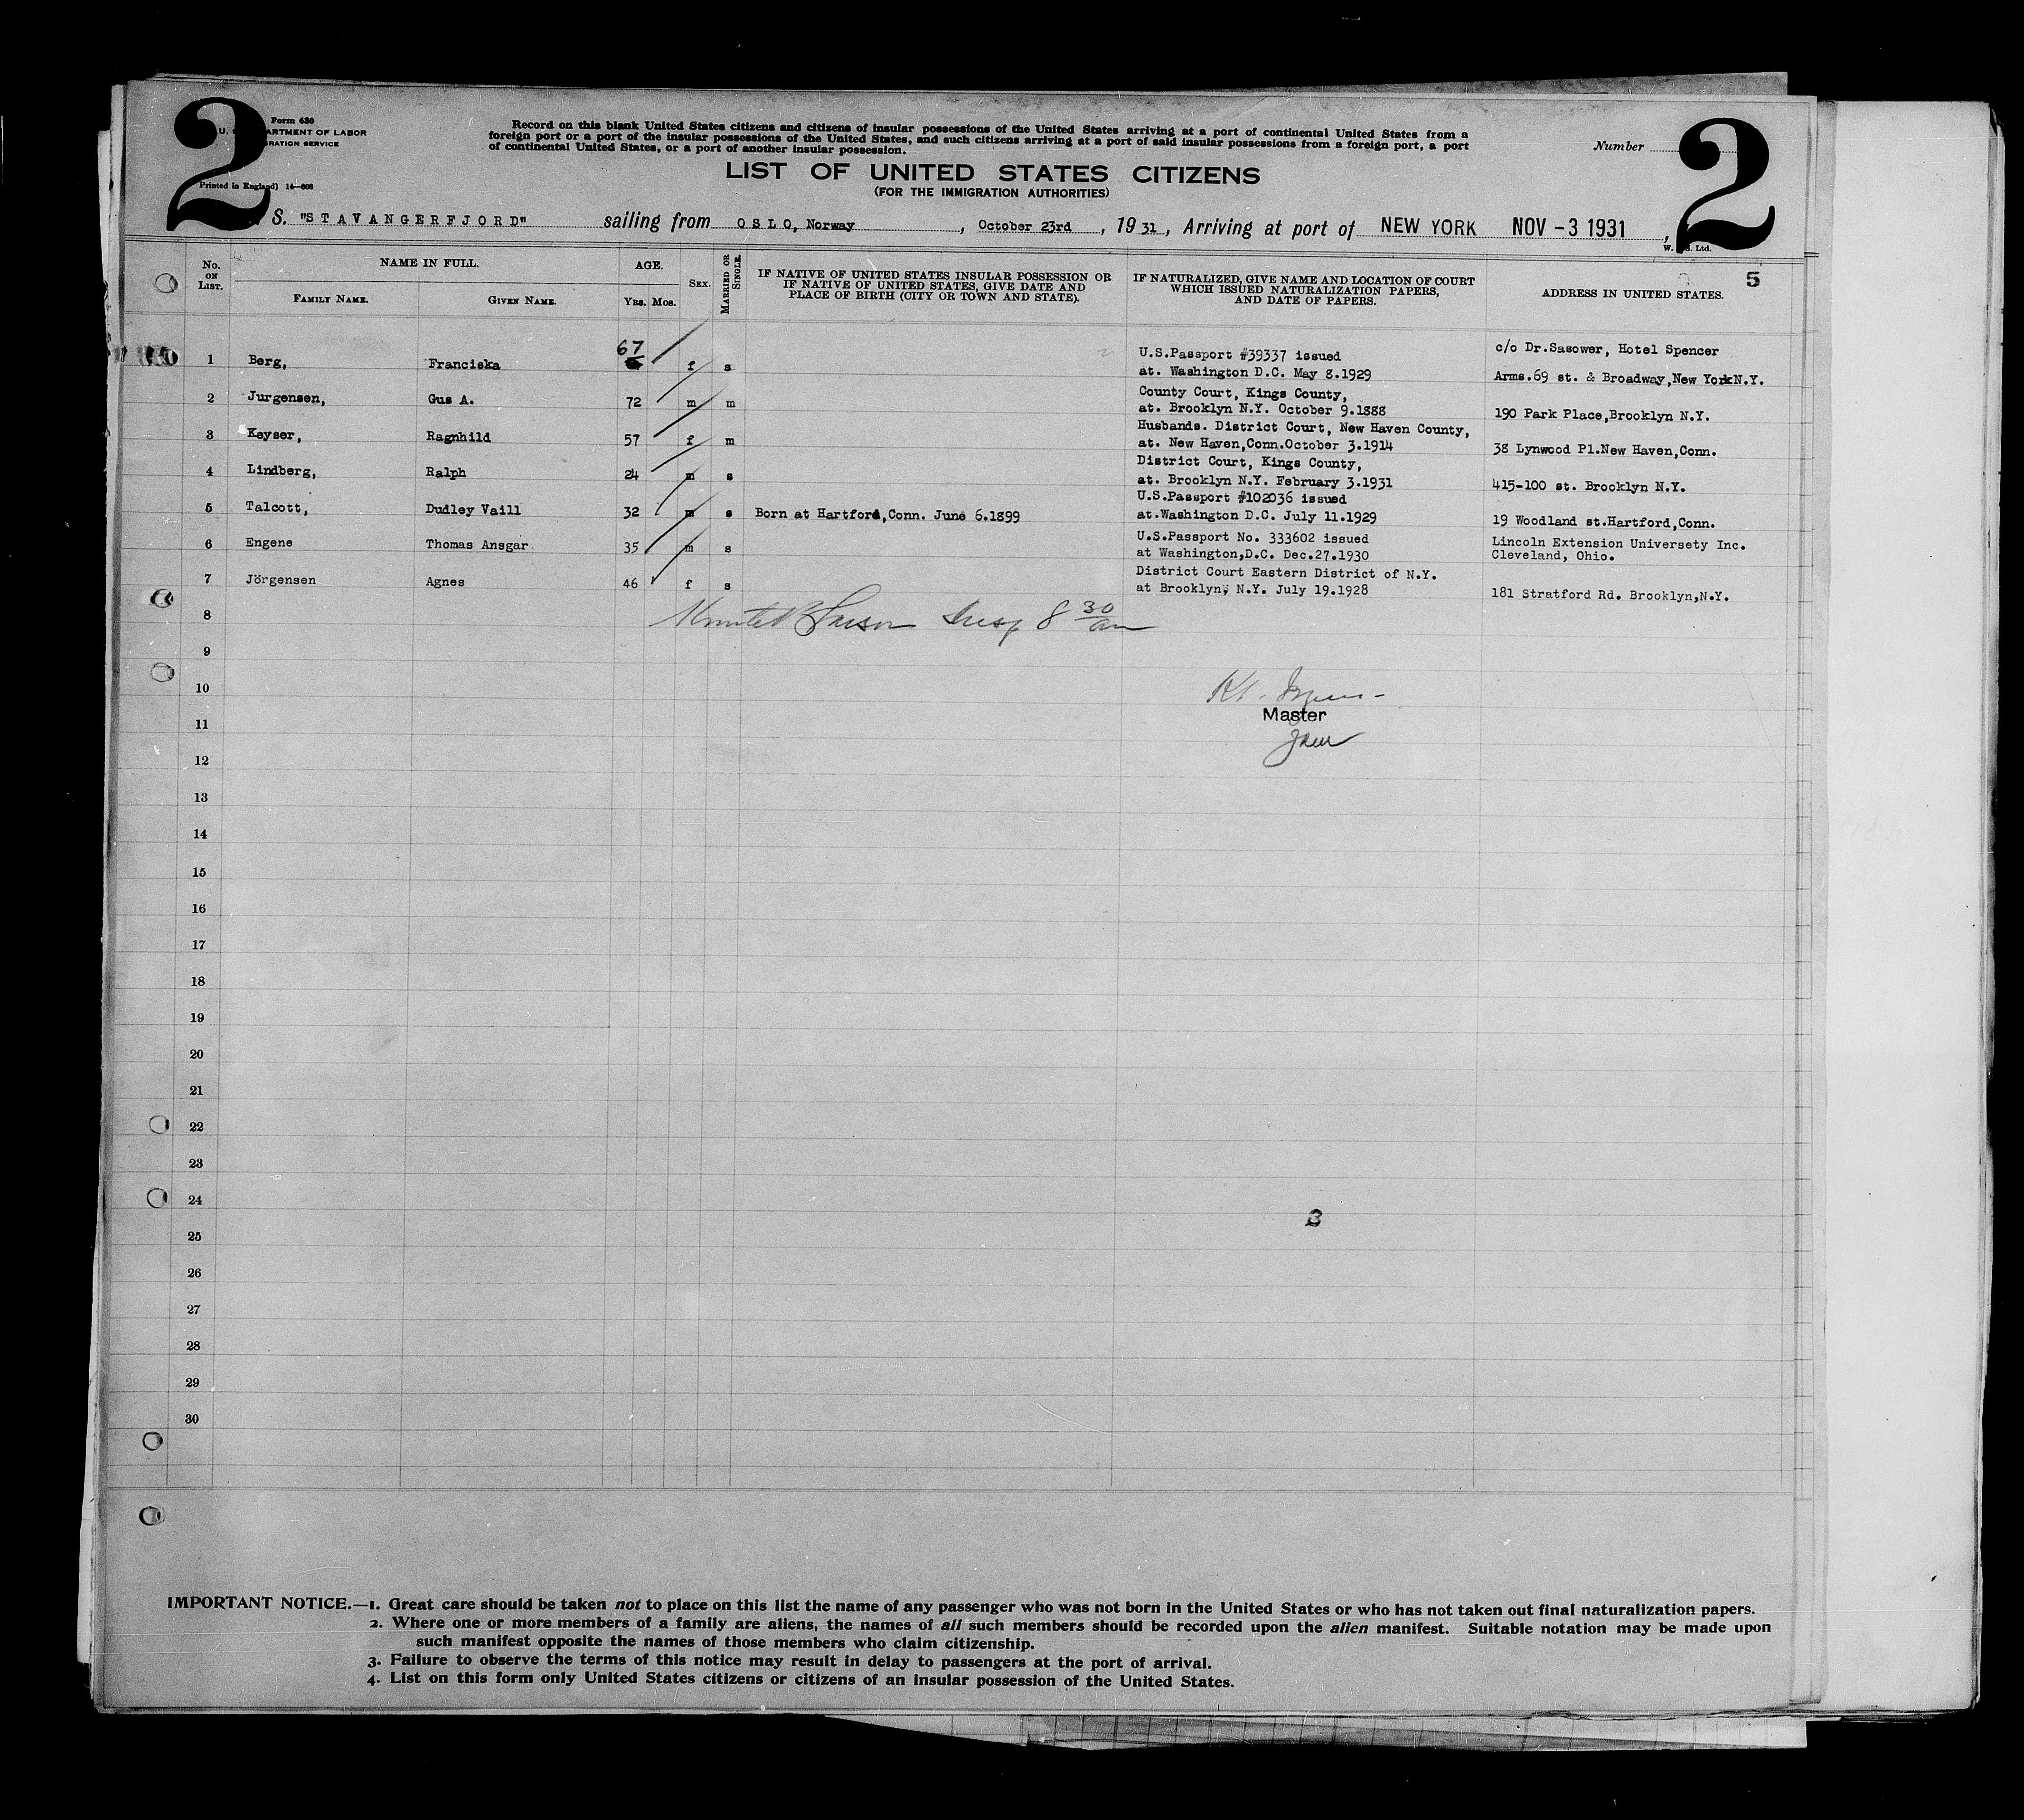 2
2
Form 630
U. S. DEPARTMENT OF LABOR
IMMIGRATION SERVICE
(Printed in England) 14—608
Record on this blank United States citizens and citizens of insular possessions of the United States arriving at a port of continental United States from a
foreign port or a port of the insular possessions of the United States, and such citizens arriving at a port of said insular possessions from a foreign port, a port
of continental United States, or a port of another insular possession.
Number
LIST OF UNITED STATES CITIZENS
(FOR THE IMMIGRATION AUTHORITIES)
S. "STAVANGERFJORD" sailing from OSLO, Norway, October 23rd, 1931, Arriving at port of NEW YORK NOV -3 1931,
W. & S. Ltd.
5
No. ON LIST. NAME IN FULL. FAMILY NAME. GIVEN NAME. AGE. YRS. MOS. SEX. MARRIED OR SINGLE. IF NATIVE OF UNITED STATES INSULAR POSSESSION OR IF NATIVE OF UNITED STATES, GIVE DATE AND PLACE OF BIRTH (CITY OR TOWN AND STATE). IF NATURALIZED, GIVE NAME AND LOCATION OF COURT WHICH ISSUED NATURALIZATION PAPERS, AND DATE OF PAPERS. ADDRESS IN UNITED STATES.
1 Berg, Franciska 67 f s U.S.Passport #39337 issued at. Washington D.C. May 8.1929 c/o Dr.Sasower, Hotel Spencer Arms.69 st. & Broadway,New YorkN.Y.
2 Jurgensen, Gus A. 72 m m County Court, Kings County, at. Brooklyn N.Y. October 9.1888 190 Park Place,Brooklyn N.Y.
3 Keyser, Ragnhild 57 f m Husbands. District Court, New Haven County, at. New Haven,Conn.October 3.1914 38 Lynwood Pl.New Haven,Conn.
4 Lindberg, Ralph 24 m s District Court, Kings County, at. Brooklyn N.Y. February 3.1931 415-100 st. Brooklyn N.Y.
5 Talcott, Dudley Vaill 32 m s Born at Hartford,Conn. June 6.1899 U.S.Passport #102036 issued at.Washington D.C. July 11.1929 19 Woodland st.Hartford,Conn.
6 Engene Thomas Ansgar 35 m s U.S.Passport No. 333602 issued at Washington,D.C. Dec.27.1930 Lincoln Extension Universety Inc. Cleveland, Ohio.
7 Jörgensen Agnes 46 f s District Court Eastern District of N.Y. at Brooklyn, N.Y. July 19.1928 181 Stratford Rd. Brooklyn,N.Y.
8 Insp 8 30 am
9
10
Master
11
12
13
14
15
16
17
18
19
20
21
22
23
24
3
25
26
27
28
29
30
IMPORTANT NOTICE.—1. Great care should be taken not to place on this list the name of any passenger who was not born in the United States or who has not taken out final naturalization papers.
2. Where one or more members of a family are aliens, the names of all such members should be recorded upon the alien manifest. Suitable notation may be made upon
such manifest opposite the names of those members who claim citizenship.
3. Failure to observe the terms of this notice may result in delay to passengers at the port of arrival.
4. List on this form only United States citizens or citizens of an insular possession of the United States.